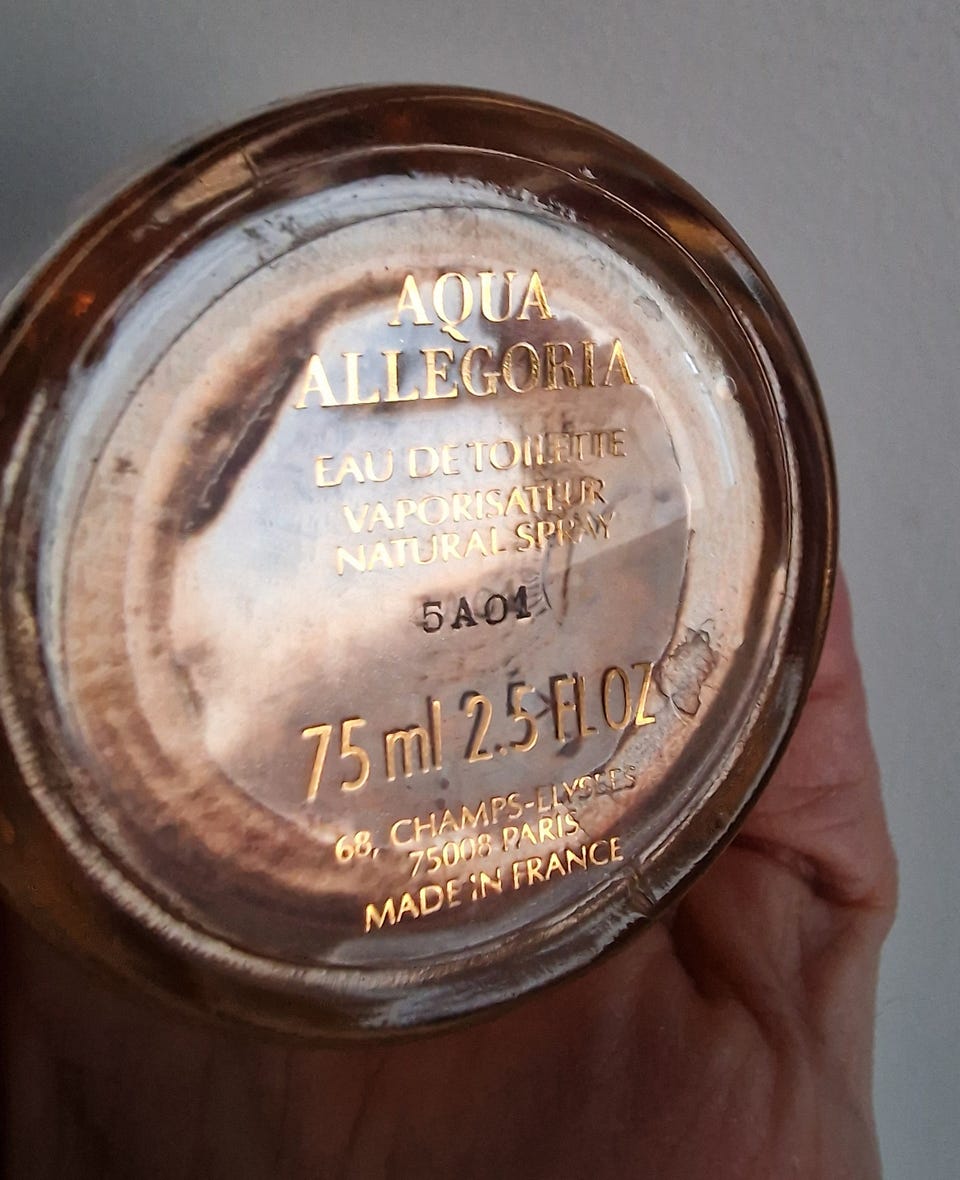 AQUA
ALLEGORIA
EAU DE TOILETTE
VAPORISATEUR
NATURAL SPRAY
5A01
75 ml 2.5 FL OZ
68, CHAMPS-ELYSEES
75008 PARIS
MADE IN FRANCE